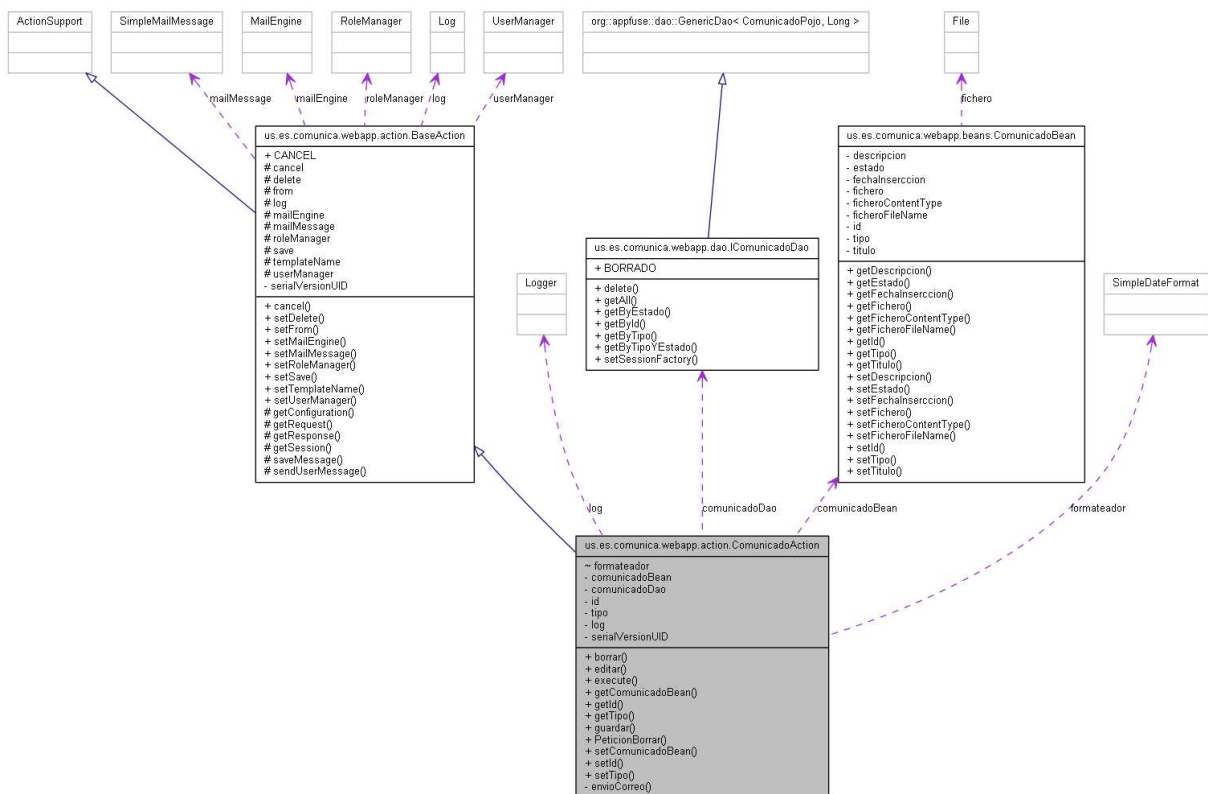 ActionSupport
SimpleMailMessage
MailEngine
RoleManager
Log
UserManager
org::appfuse::dao::GenericDao< ComunicadoPojo, Long >
File
mailMessage
mailEngine
roleManager
log
userManager
fichero
us.es.comunica.webapp.action.BaseAction
+ CANCEL
# cancel
# delete
# from
# log
# mailEngine
# mailMessage
# roleManager
# save
# templateName
# userManager
- serialVersionUID
+ cancel()
+ setDelete()
+ setFrom()
+ setMailEngine()
+ setMailMessage()
+ setRoleManager()
+ setSave()
+ setTemplateName()
+ setUserManager()
# getConfiguration()
# getRequest()
# getResponse()
# getSession()
# saveMessage()
# sendUserMessage()
Logger
us.es.comunica.webapp.dao.IComunicadoDao
+ BORRADO
+ delete()
+ getAll()
+ getByEstado()
+ getById()
+ getByTipo()
+ getByTipoYEstado()
+ setSessionFactory()
us.es.comunica.webapp.beans.ComunicadoBean
- descripcion
- estado
- fechaInserccion
- fichero
- ficheroContentType
- ficheroFileName
- id
- tipo
- titulo
+ getDescripcion()
+ getEstado()
+ getFechaInserccion()
+ getFichero()
+ getFicheroContentType()
+ getFicheroFileName()
+ getId()
+ getTipo()
+ getTitulo()
+ setDescripcion()
+ setEstado()
+ setFechaInserccion()
+ setFichero()
+ setFicheroContentType()
+ setFicheroFileName()
+ setId()
+ setTipo()
+ setTitulo()
SimpleDateFormat
log
comunicadoDao
comunicadoBean
formateador
us.es.comunica.webapp.action.ComunicadoAction
~ formateador
- comunicadoBean
- comunicadoDao
- id
- tipo
- log
- serialVersionUID
+ borrar()
+ editar()
+ execute()
+ getComunicadoBean()
+ getId()
+ getTipo()
+ guardar()
+ PeticionBorrar()
+ setComunicadoBean()
+ setId()
+ setTipo()
- envioCorreo()